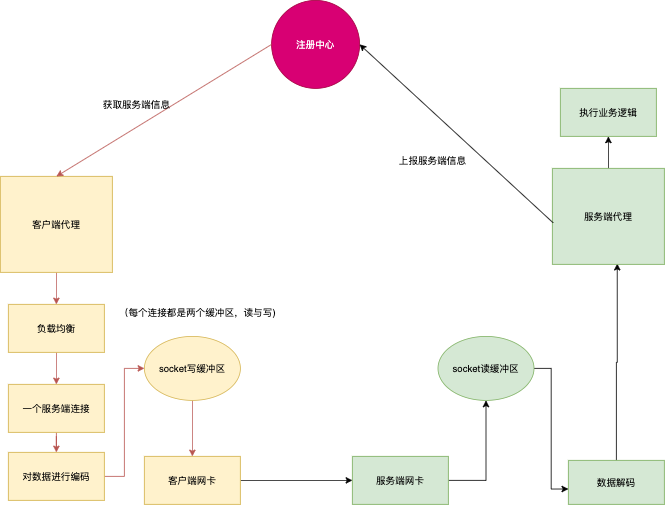 注册中心
获取服务端信息
执行业务逻辑
上报服务端信息
客户端代理
服务端代理
（每个连接都是两个缓冲区，读与写)
负载均衡
socket写缓冲区
socket读缓冲区
一个服务端连接
对数据进行编码
客户端网卡
服务端网卡
数据解码